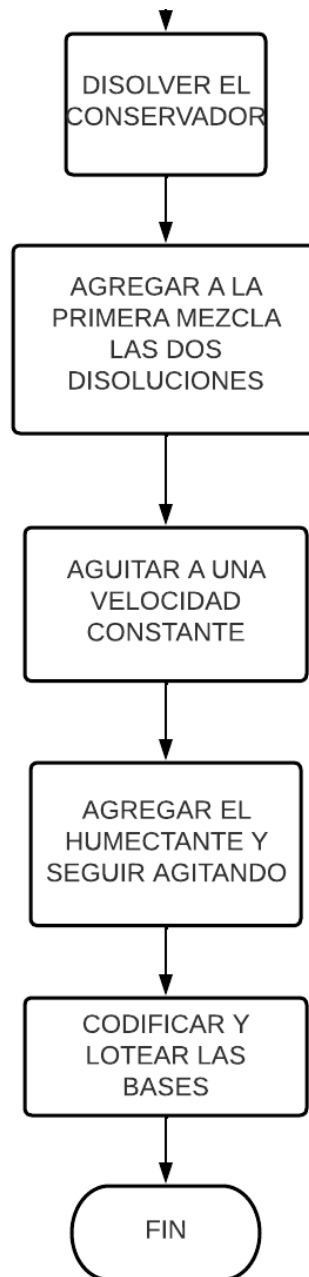 DISOLVER EL
CONSERVADOR
AGREGAR A LA
PRIMERA MEZCLA
LAS DOS
DISOLUCIONES
AGUITAR A UNA
VELOCIDAD
CONSTANTE
AGREGAR EL
HUMECTANTE Y
SEGUIR AGITANDO
CODIFICAR Y
LOTEAR LAS
BASES
FIN